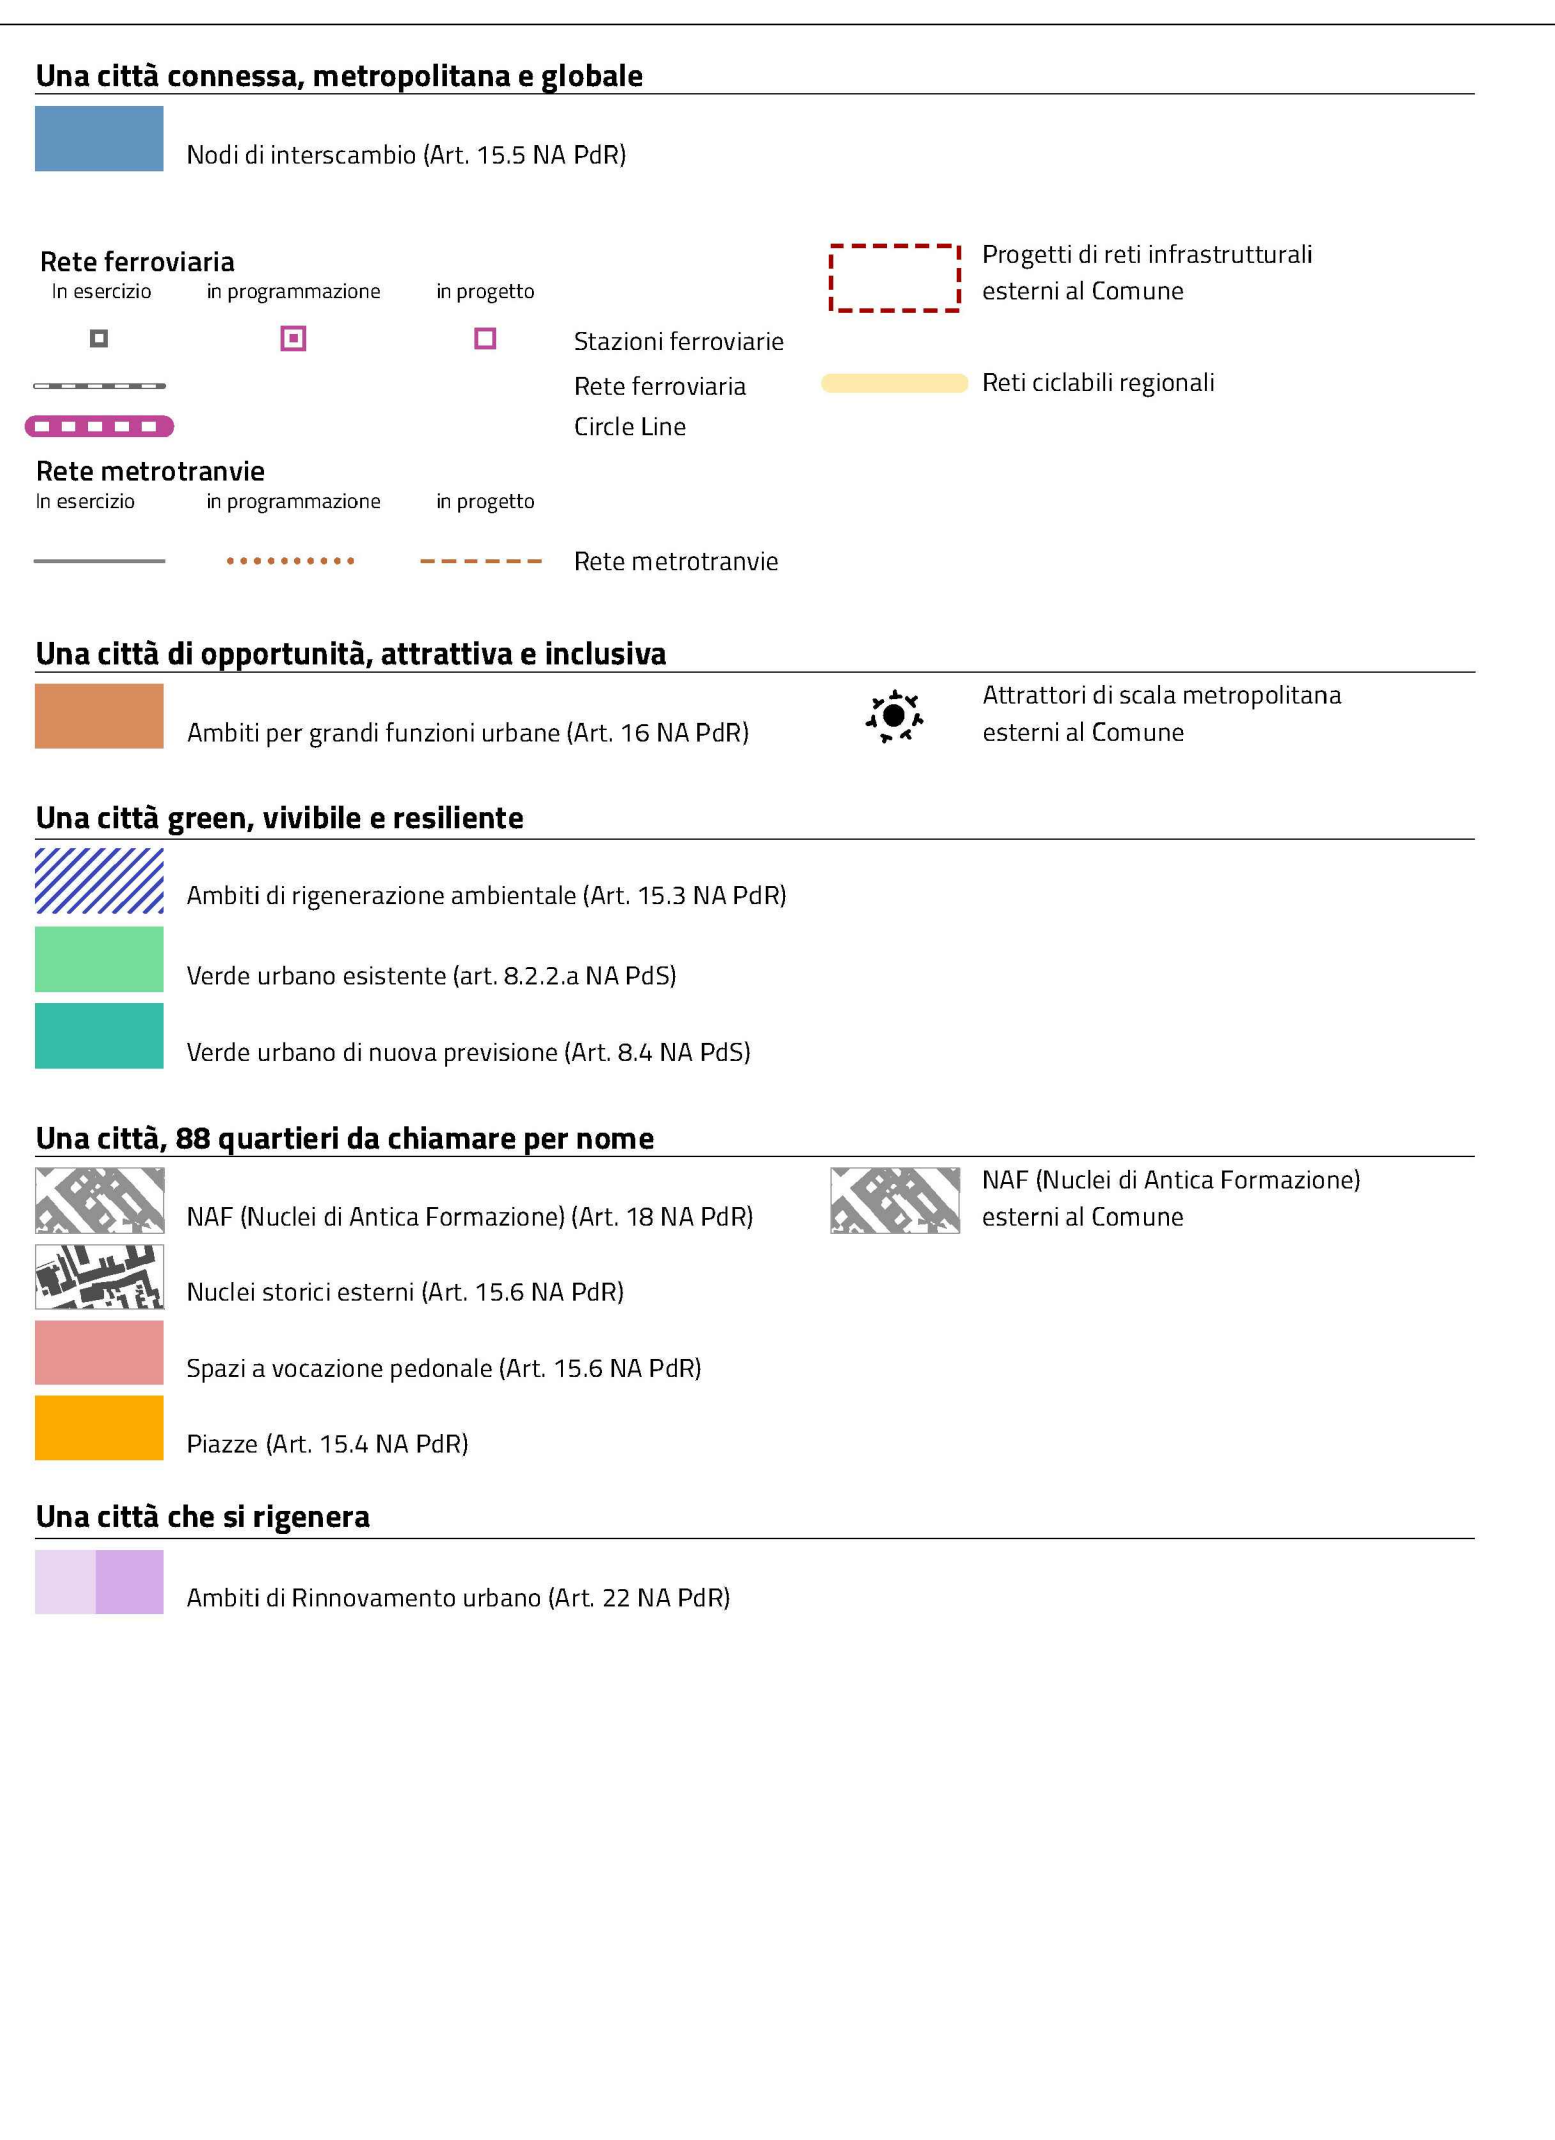 Una città connessa, metropolitana e globale
Nodi di interscambio (Art. 15.5 NA PdR)
Rete ferroviaria
In esercizio in programmazione in progetto
Stazioni ferroviarie
Rete ferroviaria
Circle Line
Progetti di reti infrastrutturali
esterni al Comune
Reti ciclabili regionali
Rete metrotranvie
In esercizio in programmazione in progetto
Rete metrotranvie
Una città di opportunità, attrattiva e inclusiva
Ambiti per grandi funzioni urbane (Art. 16 NA PdR)
Attrattori di scala metropolitana
esterni al Comune
Una città green, vivibile e resiliente
Ambiti di rigenerazione ambientale (Art. 15.3 NA PdR)
Verde urbano esistente (art. 8.2.2.a NA PdS)
Verde urbano di nuova previsione (Art. 8.4 NA PdS)
Una città, 88 quartieri da chiamare per nome
NAF (Nuclei di Antica Formazione) (Art. 18 NA PdR)
NAF (Nuclei di Antica Formazione)
esterni al Comune
Nuclei storici esterni (Art. 15.6 NA PdR)
Spazi a vocazione pedonale (Art. 15.6 NA PdR)
Piazze (Art. 15.4 NA PdR)
Una città che si rigenera
Ambiti di Rinnovamento urbano (Art. 22 NA PdR)